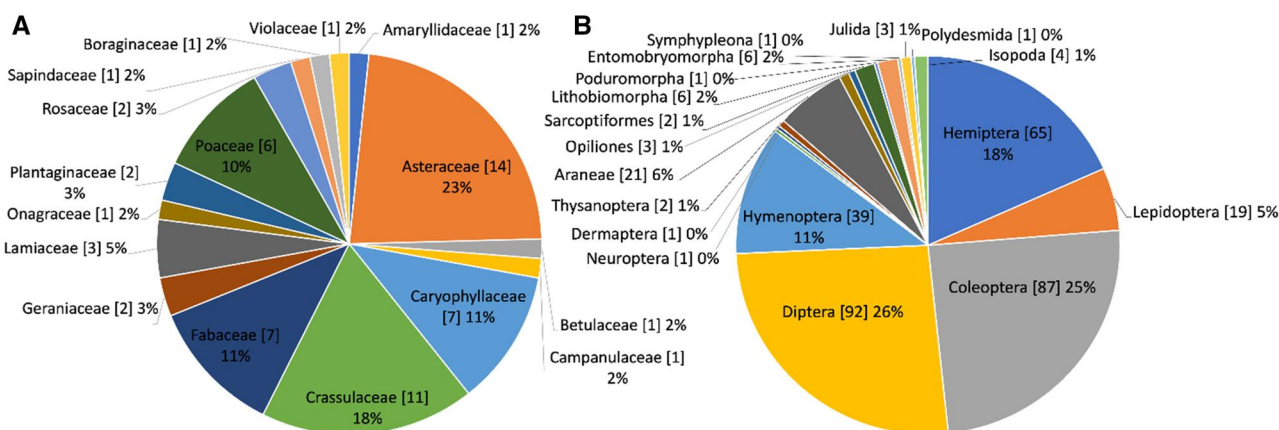 A
Violaceae [1] 2%
Amaryllidaceae [1] 2%
Boraginaceae [1] 2%
Sapindaceae [1] 2%
Rosaceae [2] 3%
Poaceae [6]
10%
Asteraceae [14]
23%
Plantaginaceae [2]
3%
Onagraceae [1] 2%
Lamiaceae [3] 5%
Geraniaceae [2] 3%
Fabaceae [7]
11%
Crassulaceae [11]
18%
Caryophyllaceae
[7] 11%
Betulaceae [1] 2%
Campanulaceae [1]
2%
B
Julida [3] 1%
Polydesmida [1] 0%
Symphypleona [1] 0%
Isopoda [4] 1%
Entomobryomorpha [6] 2%
Poduromorpha [1] 0%
Lithobiomorpha [6] 2%
Sarcoptiformes [2] 1%
Opiliones [3] 1%
Araneae [21] 6%
Thysanoptera [2] 1%
Dermaptera [1] 0%
Neuroptera [1] 0%
Hymenoptera [39]
11%
Hemiptera [65]
18%
Lepidoptera [19] 5%
Coleoptera [87] 25%
Diptera [92] 26%